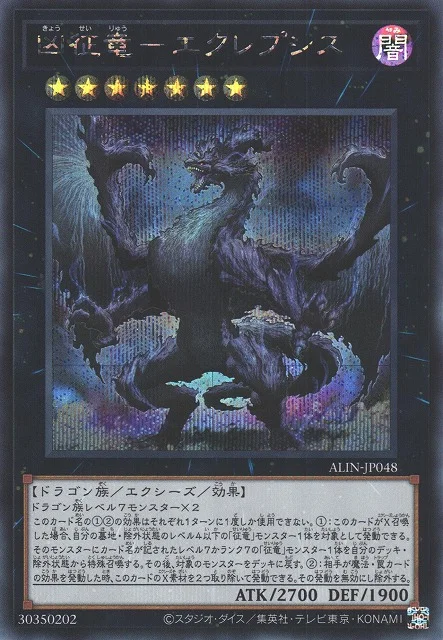 きょう せい りゅう
凶征竜－エクレプシス
やみ
闇
ALIN-JP048
【ドラゴン族／エクシーズ／効果】
ドラゴン族レベル7モンスター×2
このカード名の①②の効果はそれぞれ1ターンに1度しか使用できない。①：このカードがX召喚
した場合、自分の墓地・除外状態のレベル4以下の「征竜」モンスター1体を対象として発動できる。
そのモンスターにカード名が記されたレベル7かランク7の「征竜」モンスター1体を自分のデッキ・
除外状態から特殊召喚する。その後、対象のモンスターをデッキに戻す。②：相手が魔法・罠カード
の効果を発動した時、このカードのX素材を2つ取り除いて発動できる。その発動を無効にし除外する。
ATK/2700 DEF/1900
30350202
©スタジオ・ダイス／集英社・テレビ東京・KONAMI